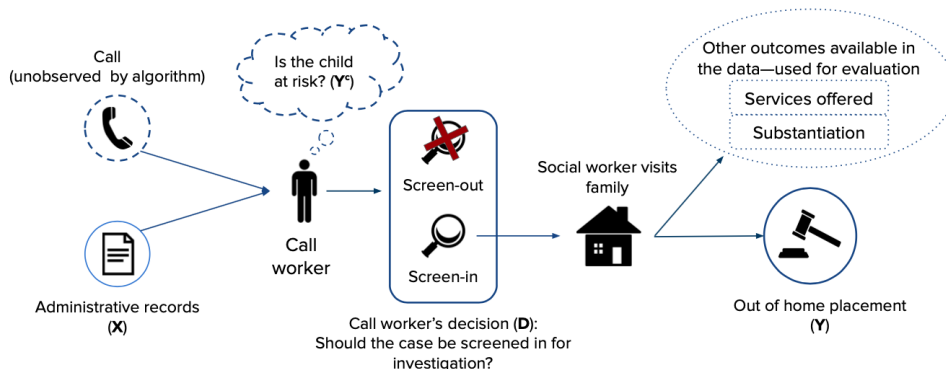 Call
(unobserved by algorithm)
Is the child
at risk? (Yᶜ)
Other outcomes available in
the data—used for evaluation
Services offered
Substantiation
Screen-out
Social worker visits
family
Call
worker
Screen-in
Administrative records
(X)
Call worker's decision (D):
Should the case be screened in for
investigation?
Out of home placement
(Y)